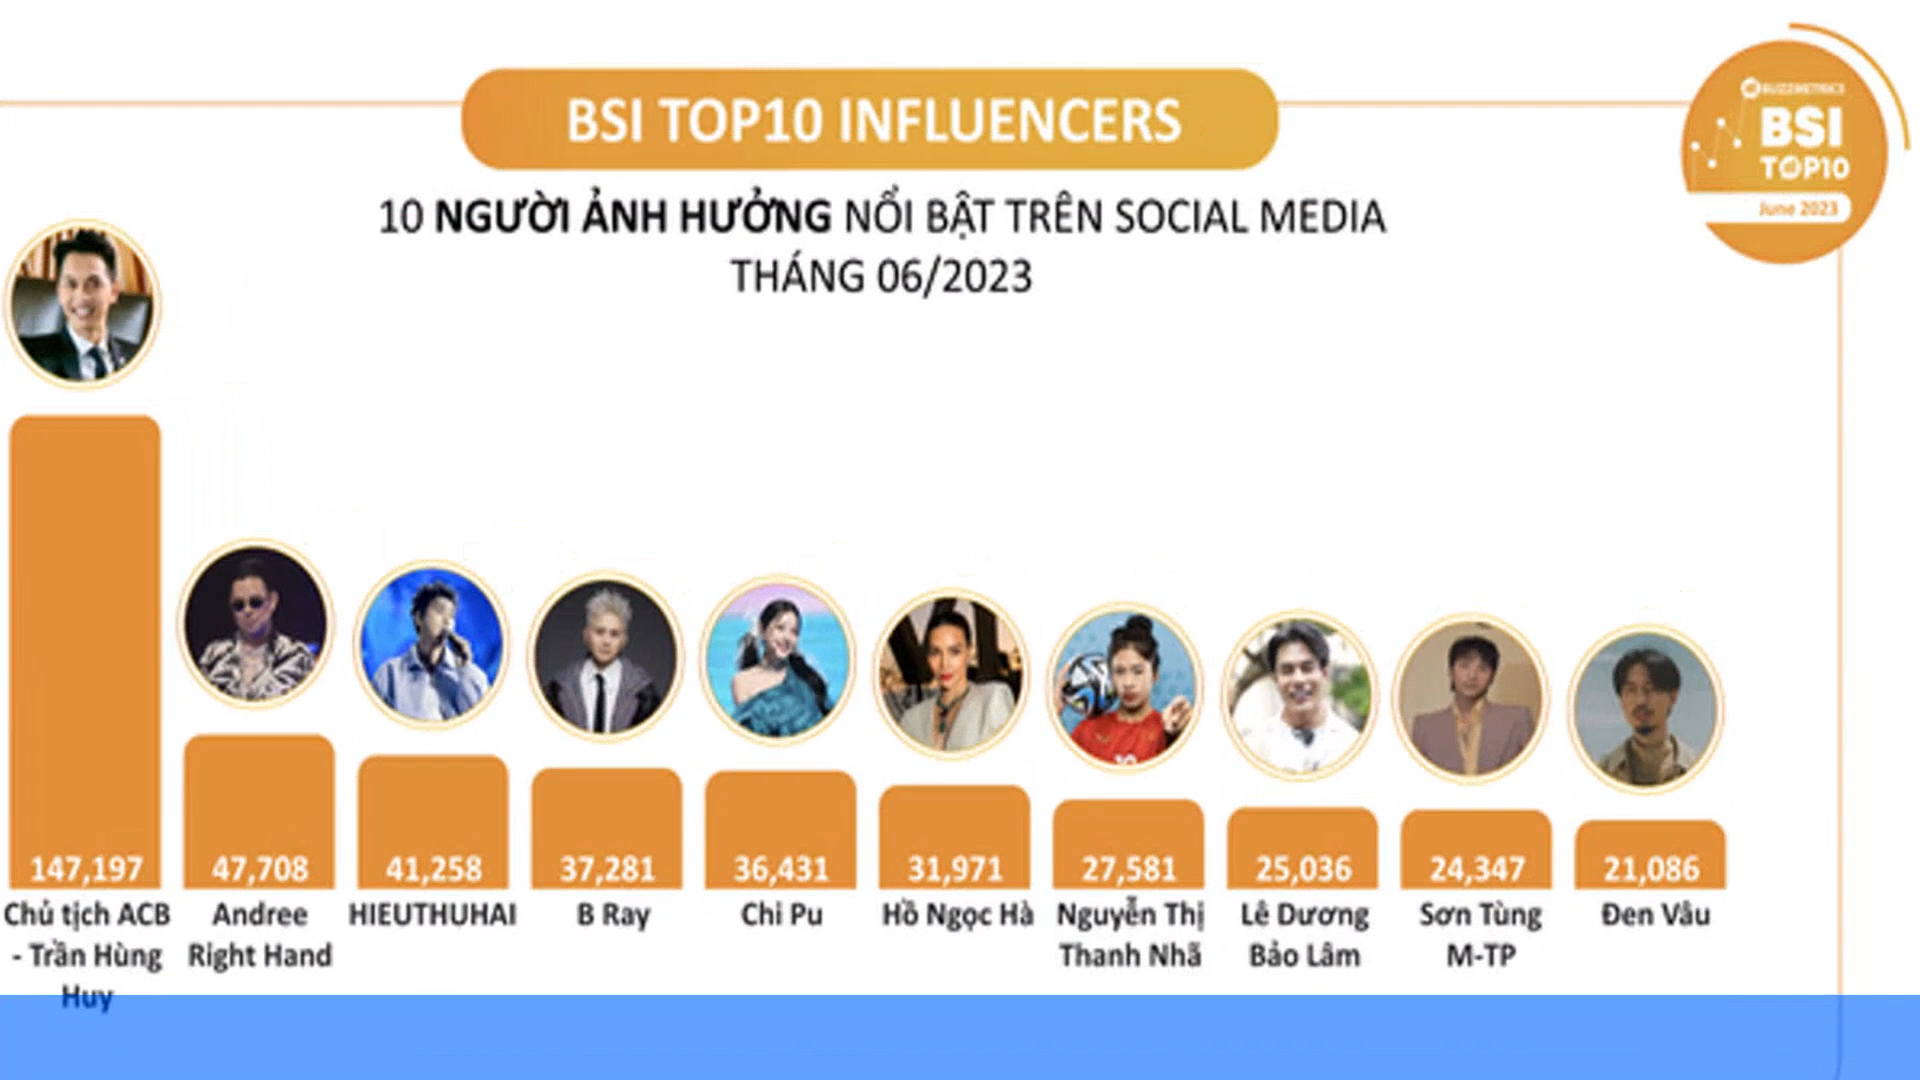 BSI TOP10 INFLUENCERS
BUZZMETRICS
BSI
TOP10
June 2023
10 NGƯỜI ẢNH HƯỞNG NỔI BẬT TRÊN SOCIAL MEDIA
THÁNG 06/2023
147,197
47,708
41,258
37,281
36,431
31,971
27,581
25,036
24,347
21,086
Chủ tịch ACB
- Trần Hùng
Huy
Andree
Right Hand
HIEUTHUHAI
B Ray
Chi Pu
Hồ Ngọc Hà
Nguyễn Thị
Thanh Nhã
Lê Dương
Bảo Lâm
Sơn Tùng
M-TP
Đen Vâu